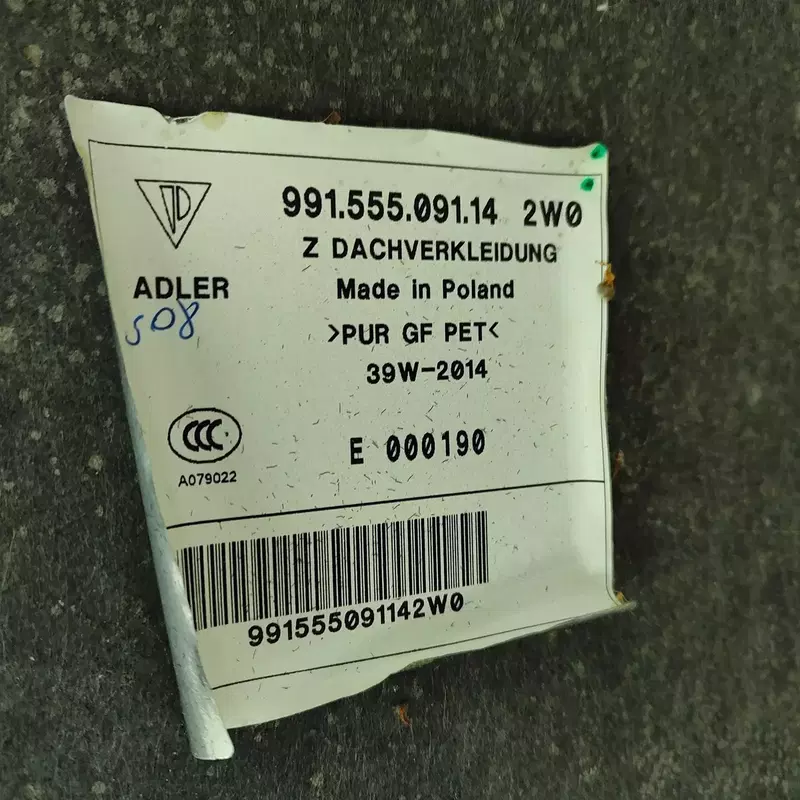 991.555.091.14 2W0
Z DACHVERKLEIDUNG
ADLER
Made in Poland
508
>PUR GF PET<
39W-2014
CCC
E 000190
A079022
991555091142W0